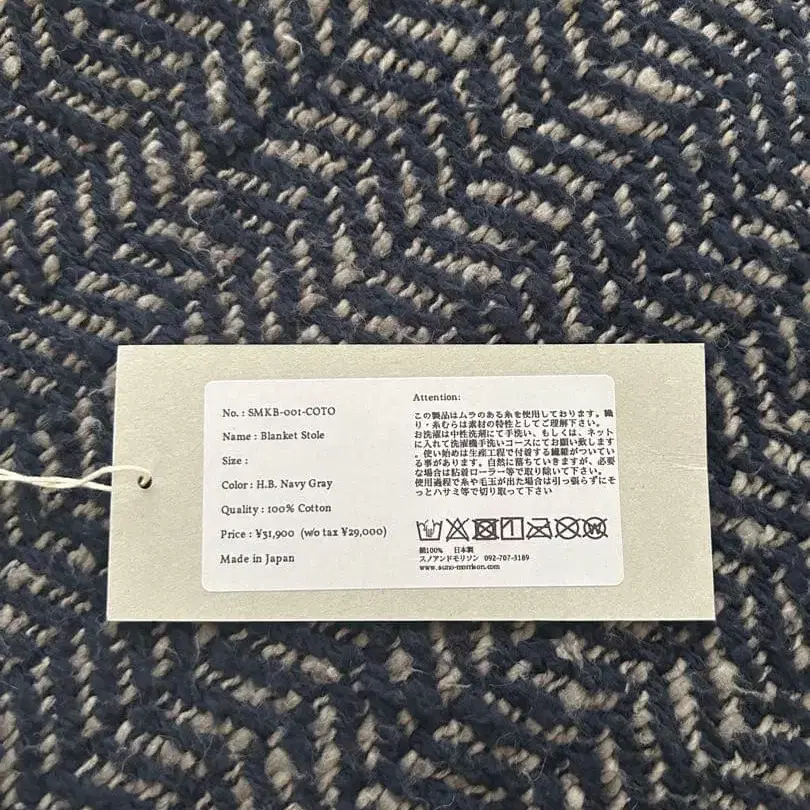 No. : SMKB-001-COTO
Name : Blanket Stole
Size :
Color : H.B. Navy Gray
Quality : 100% Cotton
Price : ¥31,900 (w/o tax ¥29,000)
Made in Japan
Attention:
この製品はムラのある糸を使用しております。織
り・糸むらは素材の特性としてご理解下さい。
お洗濯は中性洗剤にて手洗い、もしくは、ネット
に入れて洗濯機手洗いコースにてお願い致します
。使い始めは生産工程で付着する繊維がついてい
る事があります。自然に落ちていきますが、必要
な場合は粘着ローラー等で取り除いて下さい。
使用過程で糸や毛玉が出た場合は引っ張らずにそ
っとハサミ等で切り取って下さい
綿100% 日本製
スノアンドモリソン 092-707-3189
www.suno-morrison.com